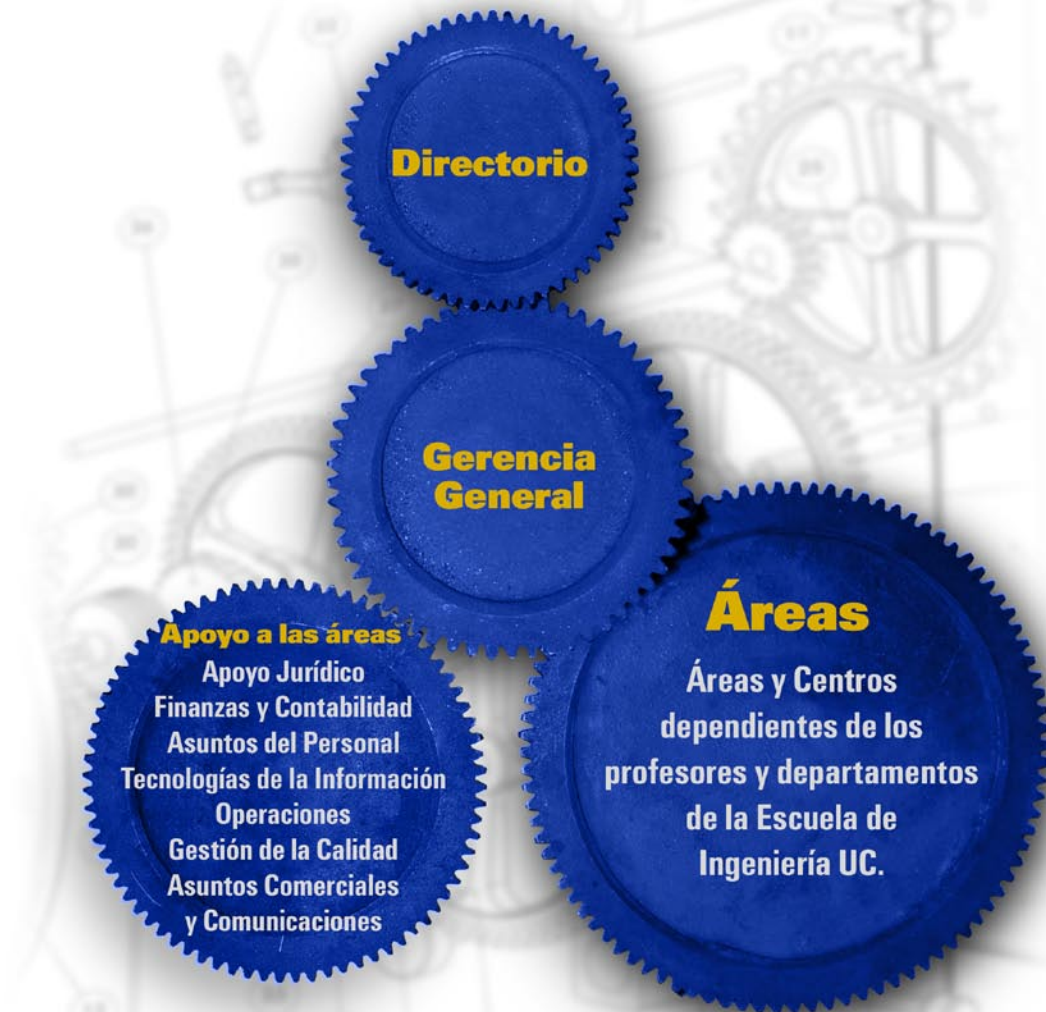 Directorio
Gerencia
General
Apoyo a las áreas
Apoyo Jurídico
Finanzas y Contabilidad
Asuntos del Personal
Tecnologías de la Información
Operaciones
Gestión de la Calidad
Asuntos Comerciales
y Comunicaciones
Áreas
Áreas y Centros
dependientes de los
profesores y departamentos
de la Escuela de
Ingeniería UC.